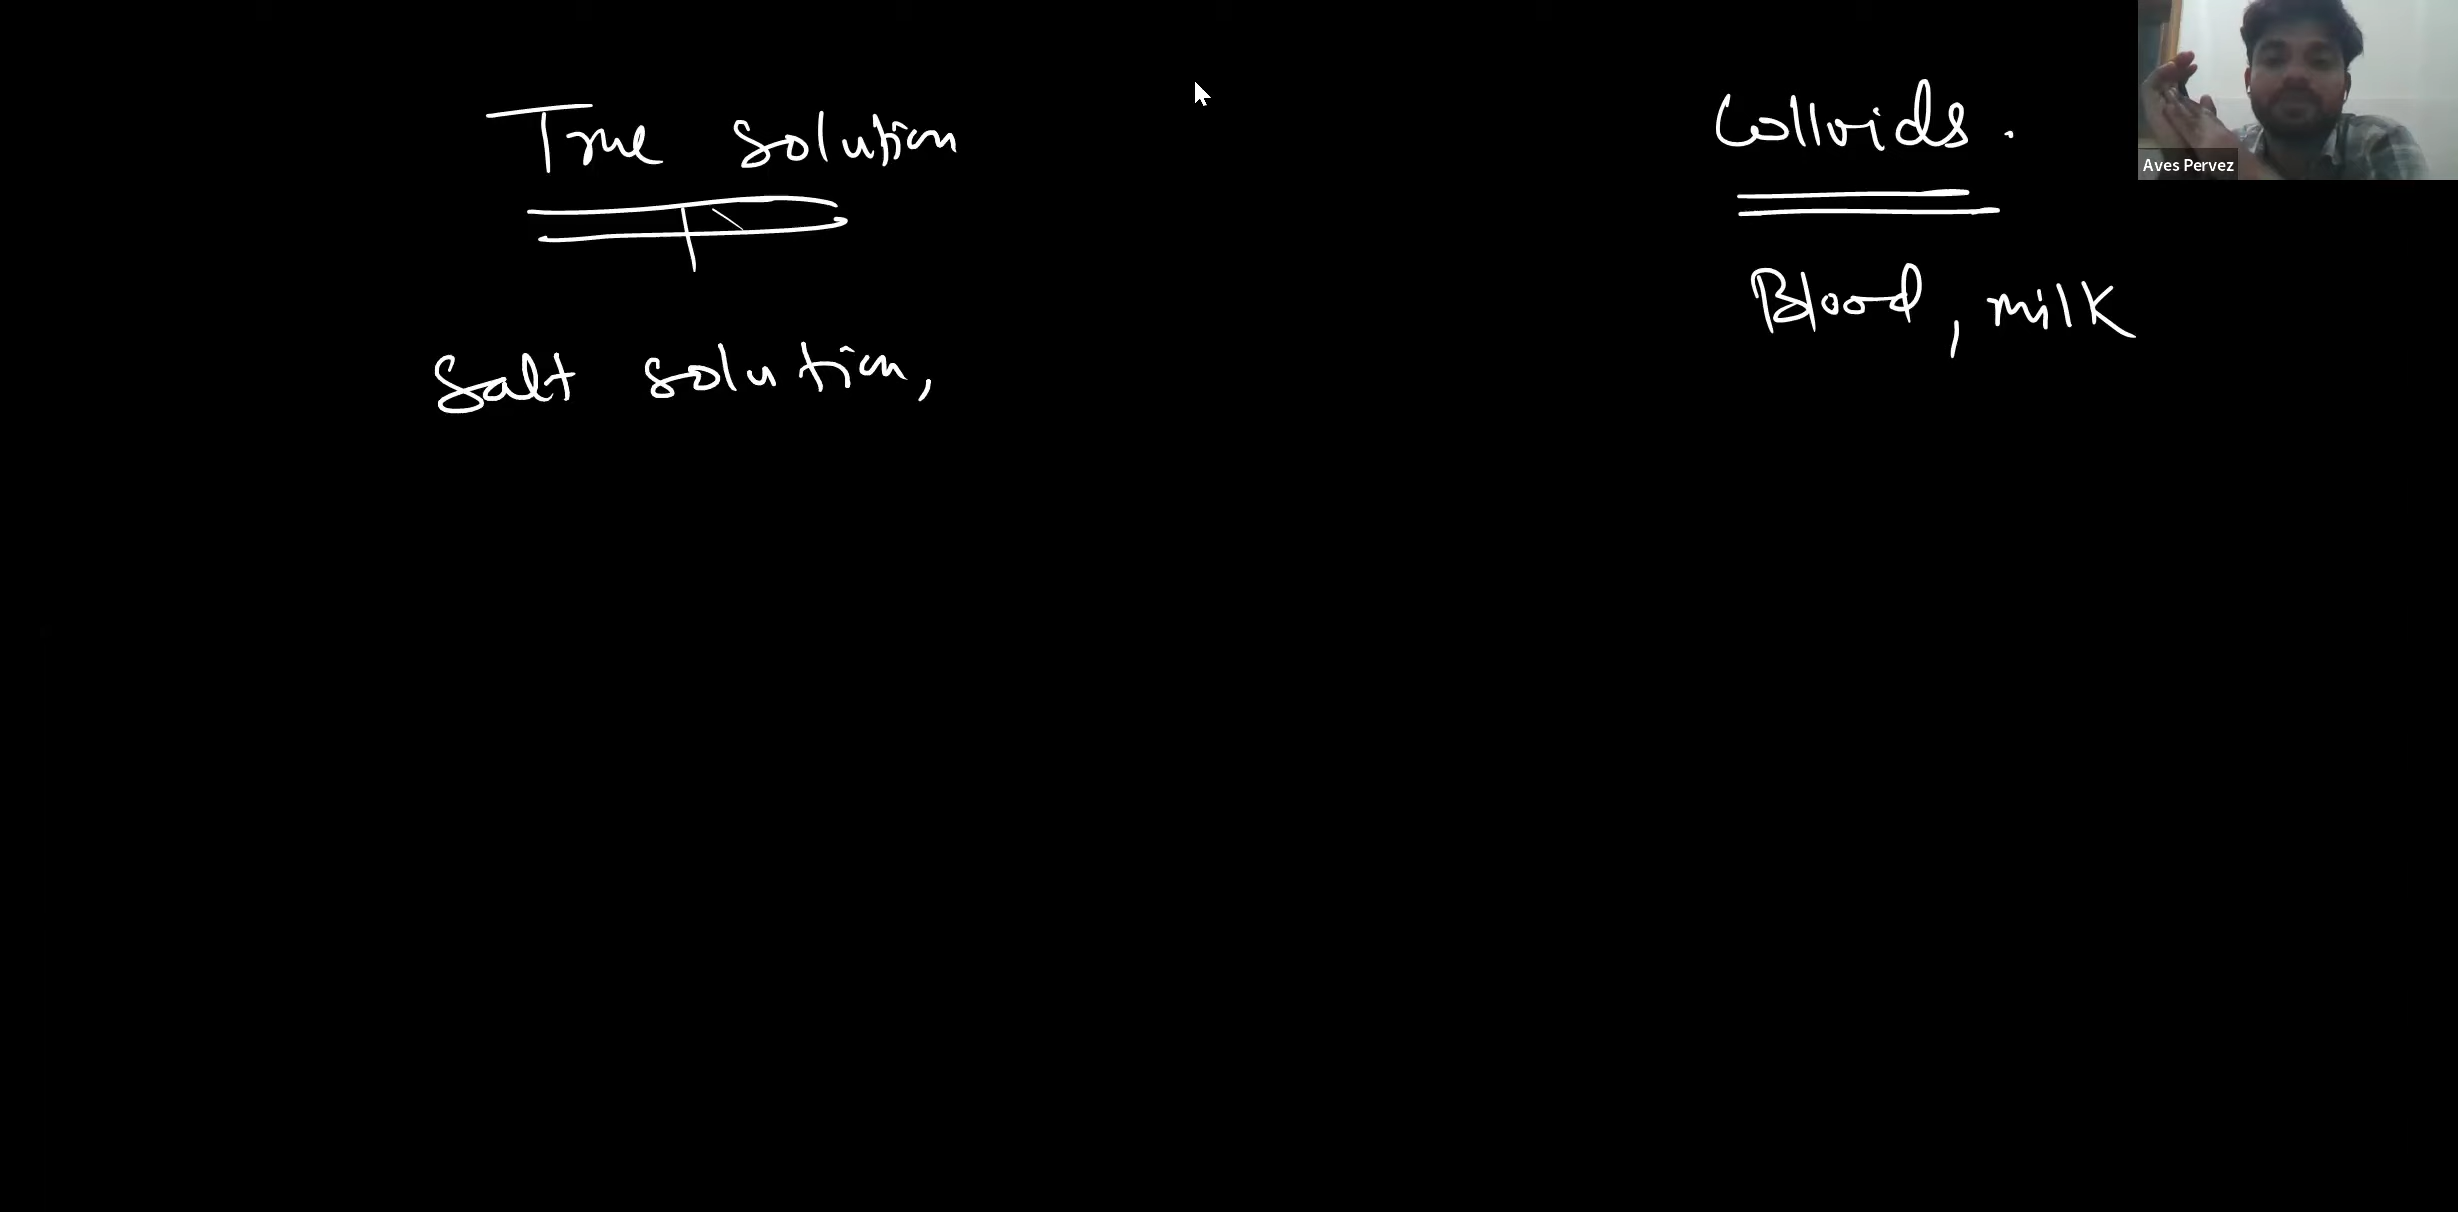 True solution
Colloids.
Aves Pervez
Blood, milk
Salt solution,